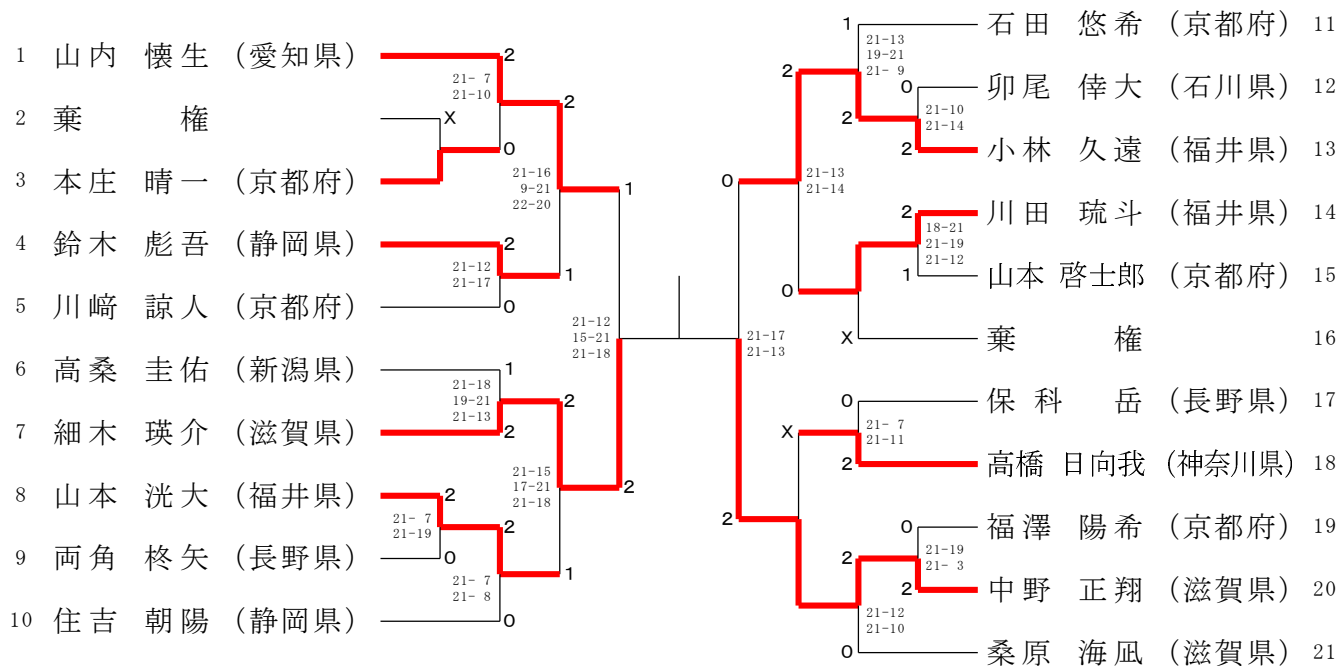 1 山内 懐生 (愛知県)
2 棄 権
3 本庄 晴一 (京都府)
4 鈴木 彪吾 (静岡県)
5 川﨑 諒人 (京都府)
6 高桑 圭佑 (新潟県)
7 細木 瑛介 (滋賀県)
8 山本 洸大 (福井県)
9 両角 柊矢 (長野県)
10 住吉 朝陽 (静岡県)
2
21- 7
21-10
X
0
2
21-16
9-21
22-20
2
21-12
21-17
0
1
1
1
21-18
19-21
21-13
2
2
21-15
17-21
21-18
2
21- 7
21-19
0
2
21- 7
21- 8
0
1
2
21-12
15-21
21-18
21-17
21-13
0
2
2
21-13
21-14
0
1
21-13
19-21
21- 9
2
0
21-10
21-14
2
2
18-21
21-19
21-12
1
X
X
0
21- 7
21-11
2
0
21-19
21- 3
2
2
21-12
21-10
0
石田 悠希 (京都府) 11
卯尾 倖大 (石川県) 12
小林 久遠 (福井県) 13
川田 琉斗 (福井県) 14
山本 啓士郎 (京都府) 15
棄 権 16
保科 岳 (長野県) 17
高橋 日向我 (神奈川県) 18
福澤 陽希 (京都府) 19
中野 正翔 (滋賀県) 20
桑原 海凪 (滋賀県) 21